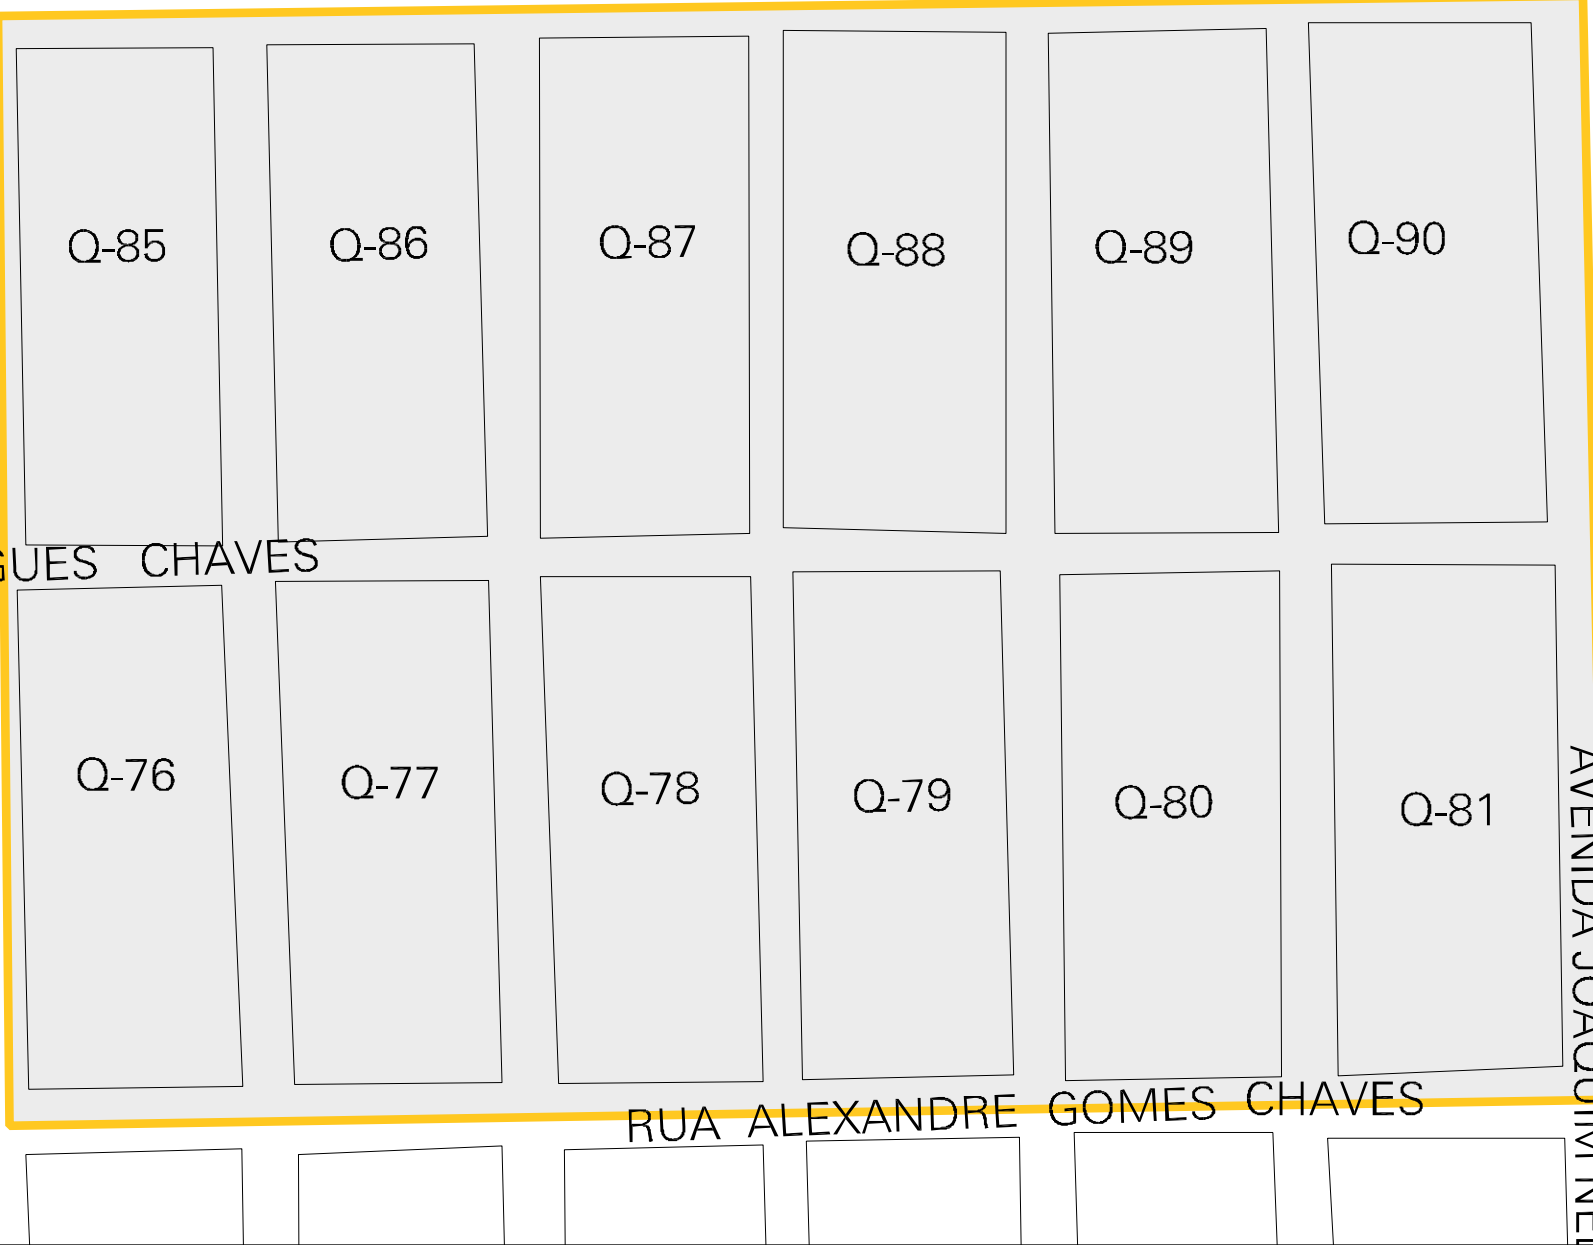 Q-85 Q-86 Q-87 Q-88 Q-89 Q-90
GUES CHAVES
Q-76 Q-77 Q-78 Q-79 Q-80 Q-81
RUA ALEXANDRE GOMES CHAVES
AVENIDA JOAQUIM